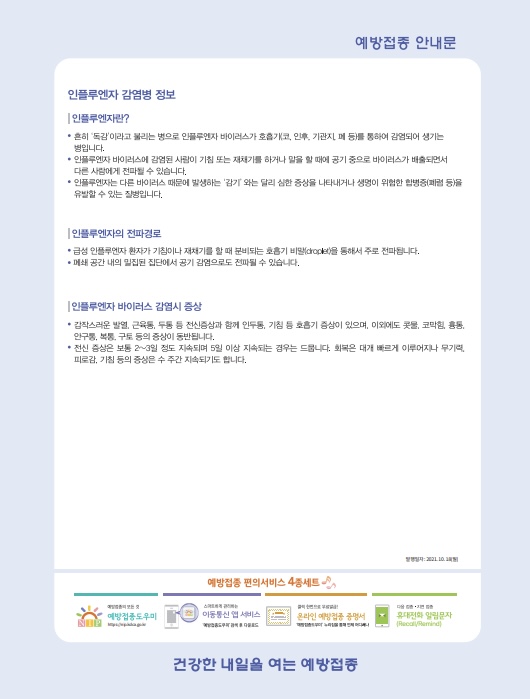 예방접종 안내문
인플루엔자 감염병 정보
인플루엔자란?
• 흔히 '독감'이라고 불리는 병으로 인플루엔자 바이러스가 호흡기(코, 인후, 기관지, 폐 등)를 통하여 감염되어 생기는
병입니다.
• 인플루엔자 바이러스에 감염된 사람이 기침 또는 재채기를 하거나 말을 할 때에 공기 중으로 바이러스가 배출되면서
다른 사람에게 전파될 수 있습니다.
• 인플루엔자는 다른 바이러스 때문에 발생하는 '감기' 와는 달리 심한 증상을 나타내거나 생명이 위험한 합병증(폐렴 등)을
유발할 수 있는 질병입니다.
인플루엔자의 전파경로
• 급성 인플루엔자 환자가 기침이나 재채기를 할 때 분비되는 호흡기 비말(droplet)을 통해서 주로 전파됩니다.
• 폐쇄 공간 내의 밀집된 집단에서 공기 감염으로도 전파될 수 있습니다.
인플루엔자 바이러스 감염시 증상
• 갑작스러운 발열, 근육통, 두통 등 전신증상과 함께 인두통, 기침 등 호흡기 증상이 있으며, 이외에도 콧물, 코막힘, 흉통,
안구통, 복통, 구토 등의 증상이 동반됩니다.
• 전신 증상은 보통 2~3일 정도 지속되며 5일 이상 지속되는 경우는 드뭅니다. 회복은 대개 빠르게 이루어지나 무기력,
피로감, 기침 등의 증상은 수 주간 지속되기도 합니다.
발행일자: 2021. 10. 18(월)
예방접종 편의서비스 4종세트
예방접종의 모든 것
예방접종도우미
https://nip.kdca.go.kr
NIP
스마트하게 관리하는
이동통신 앱 서비스
'예방접종도우미' 검색 후 다운로드
클릭 한번으로 무료발급!
온라인 예방접종 증명서
다음 접종•지연 접종
휴대전화 알림문자
(Recall/Remind)
건강한 내일을 여는 예방접종